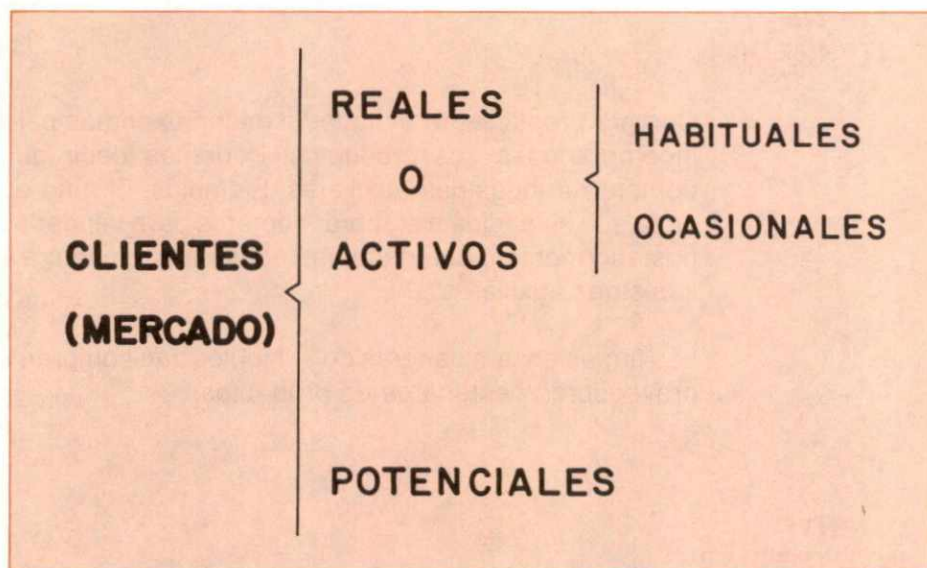 CLIENTES
(MERCADO)
REALES
O
ACTIVOS
HABITUALES
OCASIONALES
POTENCIALES